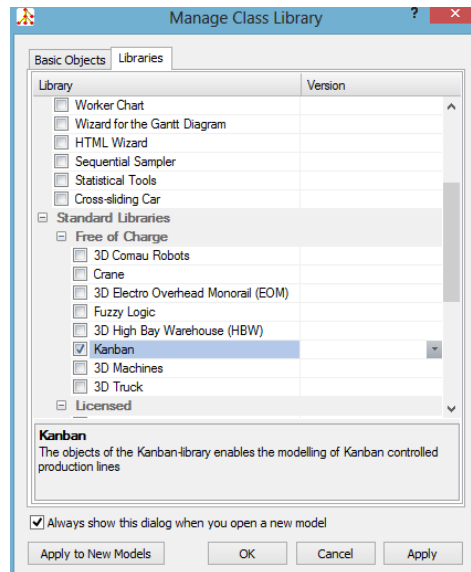 Manage Class Library
?
Basic Objects
Libraries
Library
Version
Worker Chart
Wizard for the Gantt Diagram
HTML Wizard
Sequential Sampler
Statistical Tools
Cross-sliding Car
Standard Libraries
Free of Charge
3D Comau Robots
Crane
3D Electro Overhead Monorail (EOM)
Fuzzy Logic
3D High Bay Warehouse (HBW)
Kanban
3D Machines
3D Truck
Licensed
Kanban
The objects of the Kanban-library enables the modelling of Kanban controlled
production lines
Always show this dialog when you open a new model
Apply to New Models
OK
Cancel
Apply